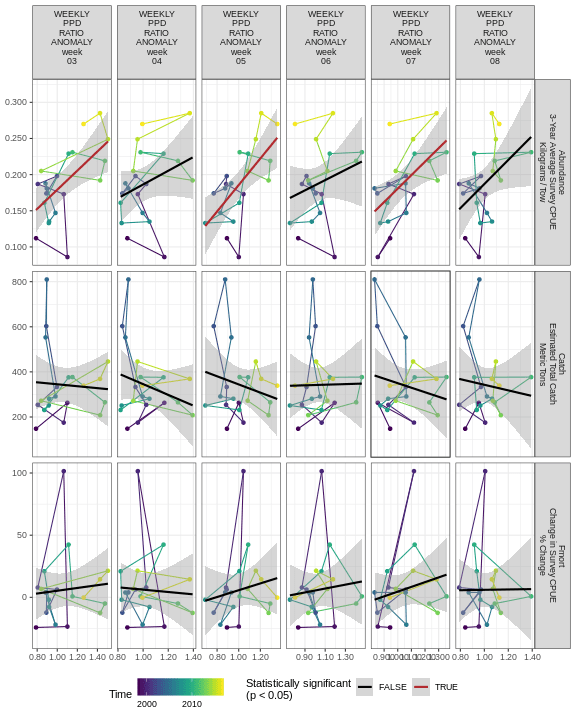 WEEKLY
PPD
RATIO
ANOMALY
week
03
WEEKLY
PPD
RATIO
ANOMALY
week
04
WEEKLY
PPD
RATIO
ANOMALY
week
05
WEEKLY
PPD
RATIO
ANOMALY
week
06
WEEKLY
PPD
RATIO
ANOMALY
week
07
WEEKLY
PPD
RATIO
ANOMALY
week
08
0.300
0.250
0.200
0.150
0.100
Abundance
3-Year Average Survey CPUE
Kilograms / Tow
800
600
400
200
Catch
Estimated Total Catch
Metric Tons
100
50
0
Fmort
Change in Survey CPUE
% Change
0.80 1.00 1.20 1.40
0.80 1.00 1.20 1.40
0.80 1.00 1.20
0.90 1.10 1.30
0.80 1.00 1.20 1.40
Time
2000 2010
Statistically significant
(p < 0.05)
FALSE
TRUE